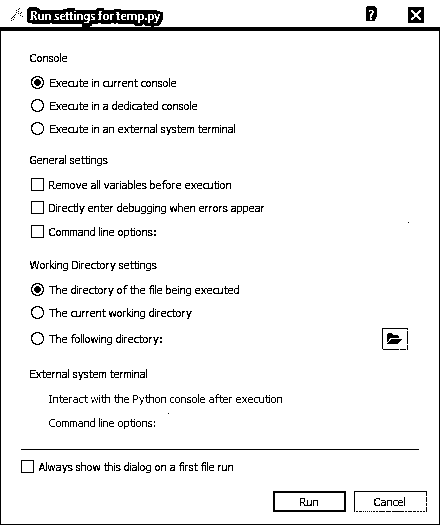 Run settings for temp.py
?
Console
Execute in current console
Execute in a dedicated console
Execute in an external system terminal
General settings
Remove all variables before execution
Directly enter debugging when errors appear
Command line options:
Working Directory settings
The directory of the file being executed
The current working directory
The following directory:
External system terminal
Interact with the Python console after execution
Command line options:
Always show this dialog on a first file run
Run
Cancel